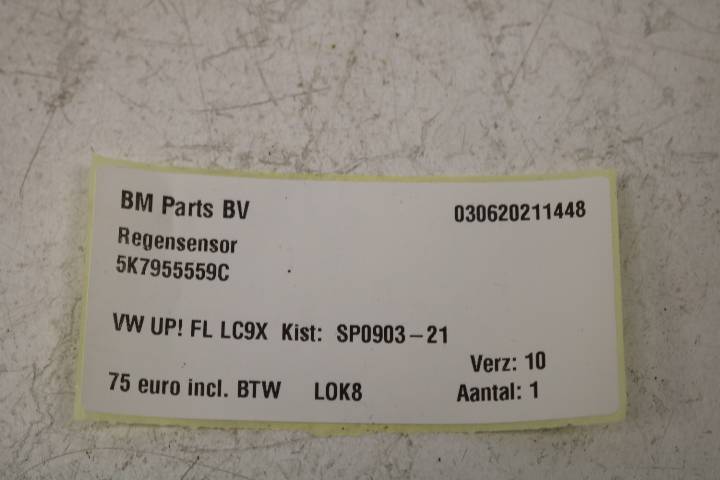 BM Parts BV 030620211448
Regensensor
5K7955559C
VW UP! FL LC9X Kist: SP0903-21
Verz: 10
75 euro incl. BTW LOK8 Aantal: 1